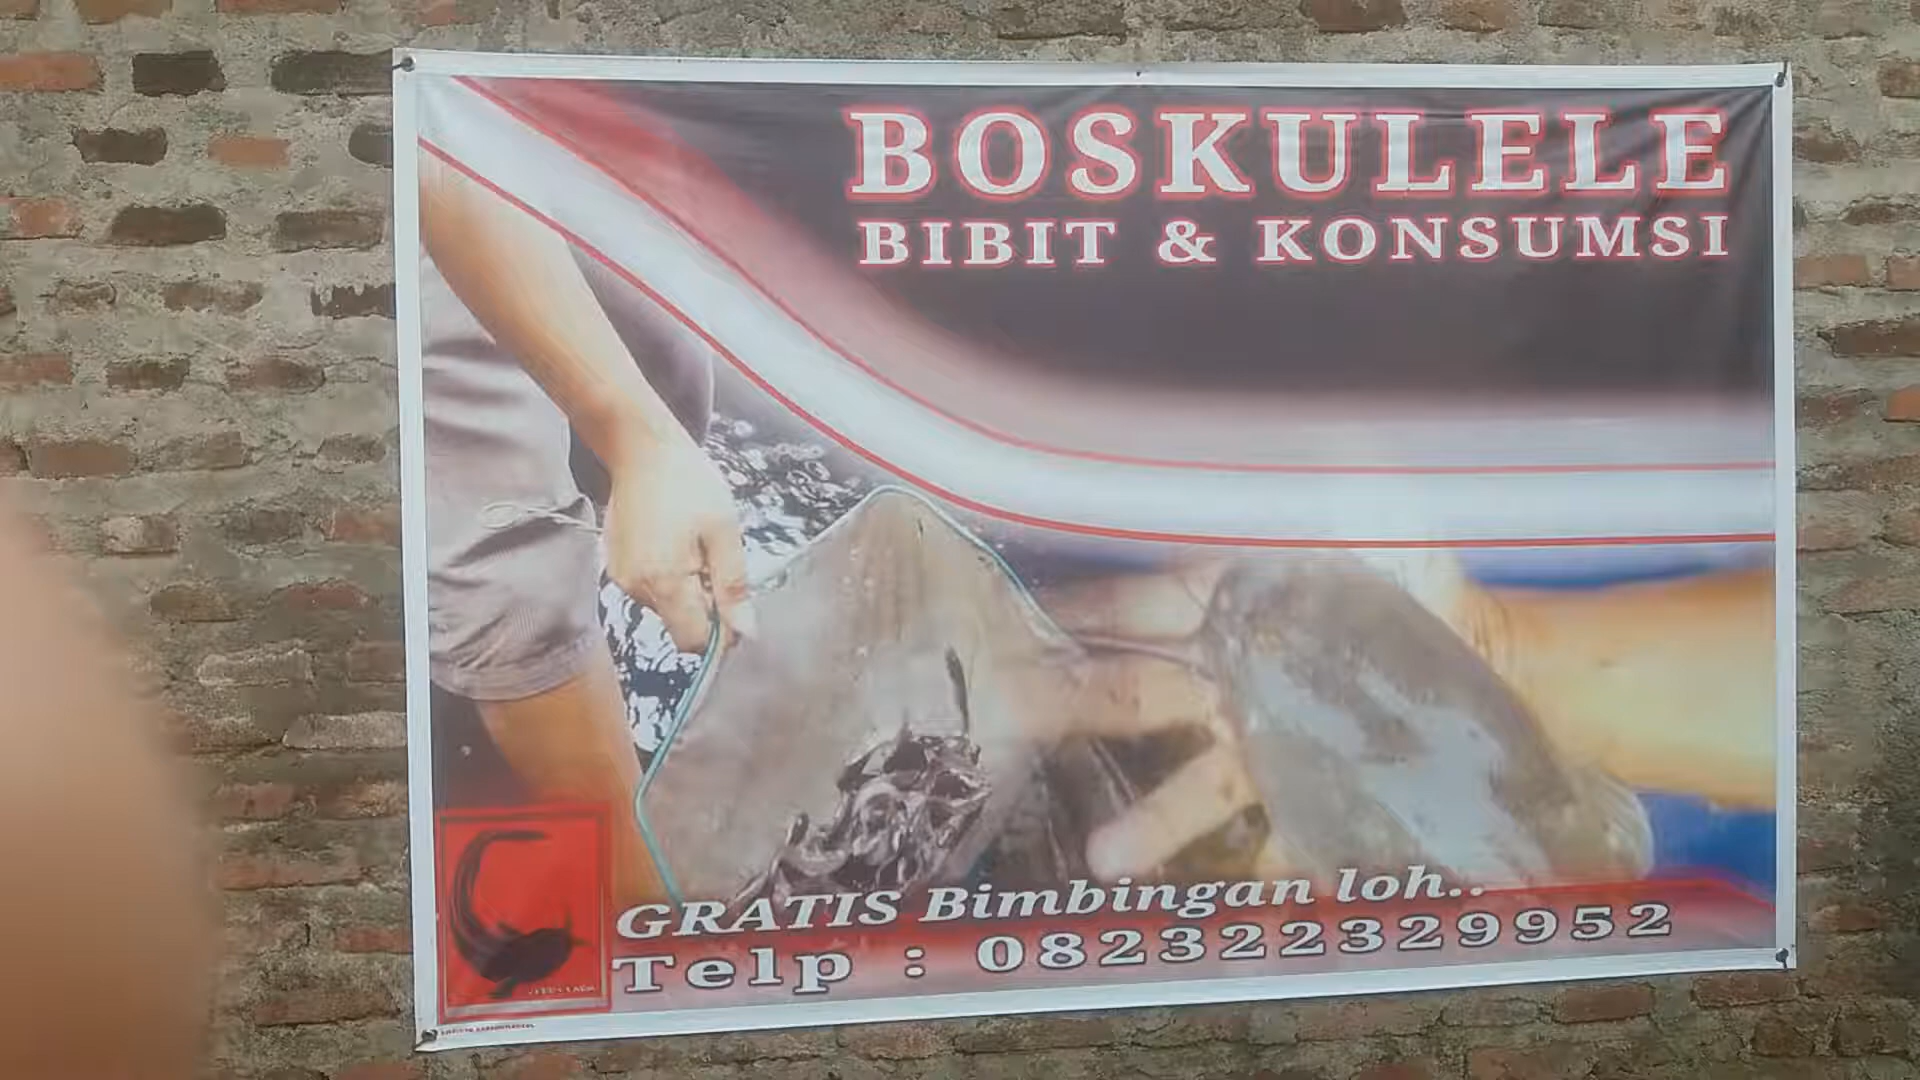 BOSKULELE
BIBIT & KONSUMSI
GRATIS Bimbingan loh..
Telp : 082322329952